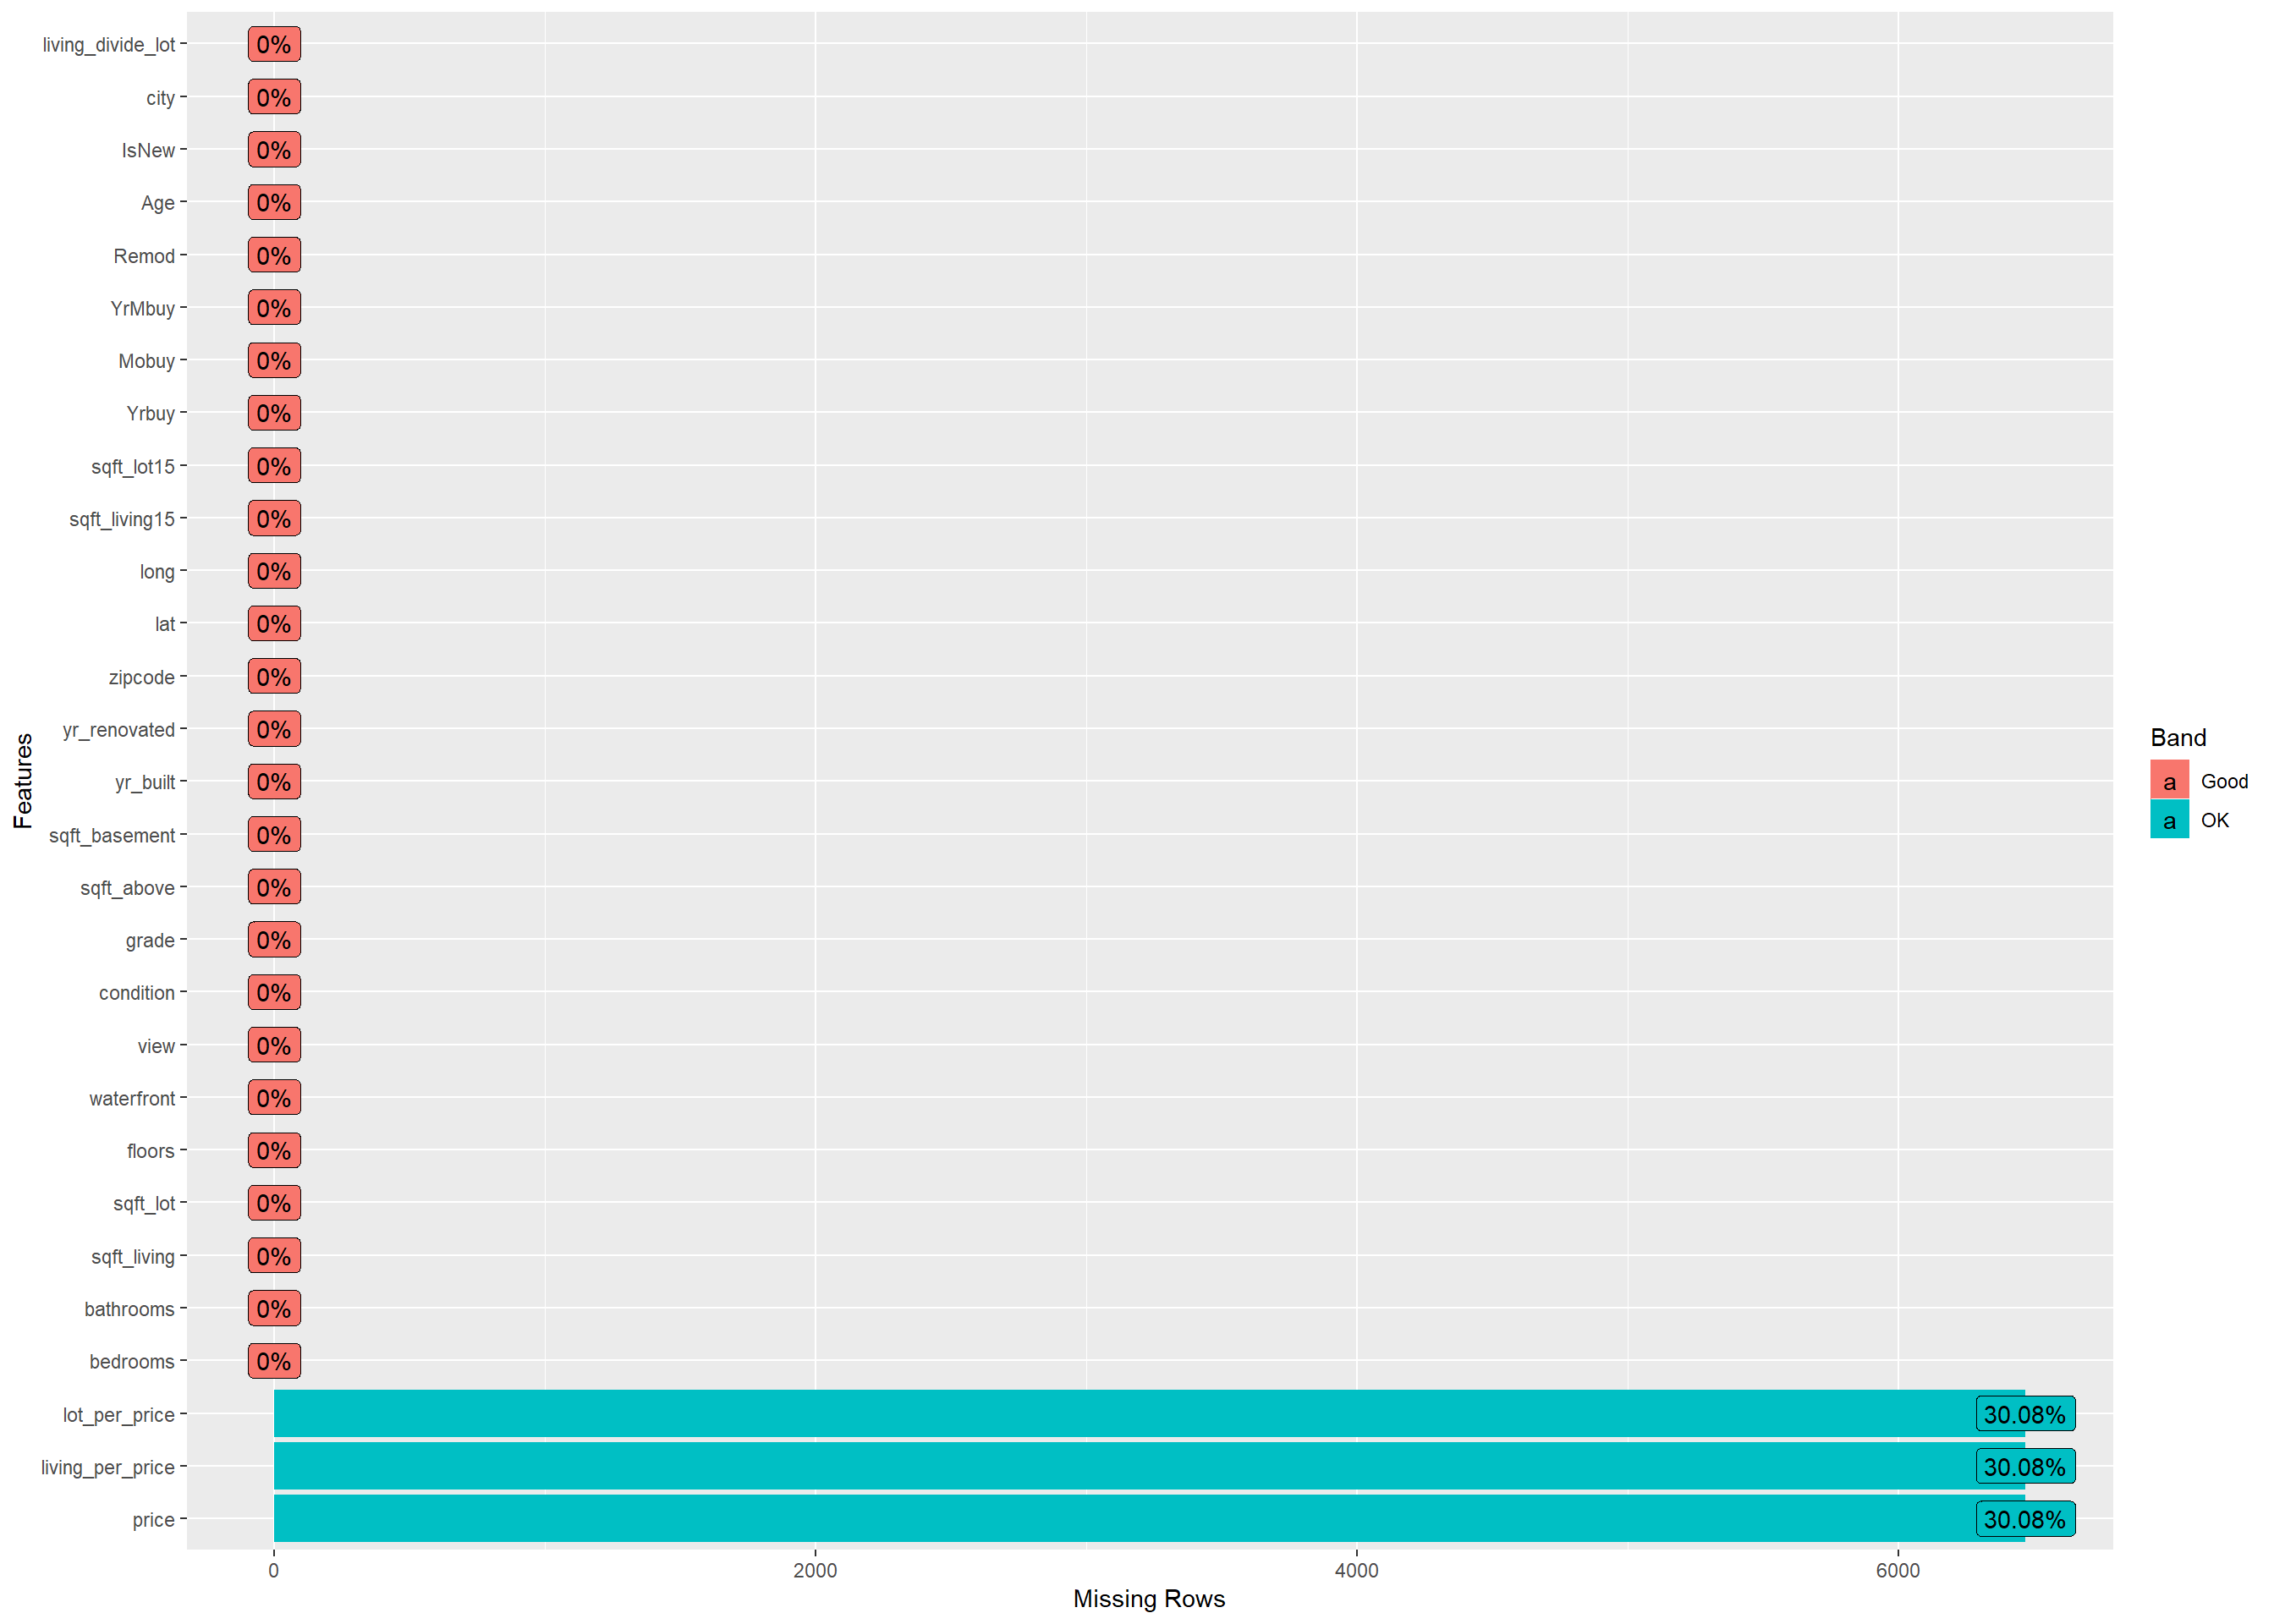 living_divide_lot 0%
city 0%
IsNew 0%
Age 0%
Remod 0%
YrMbuy 0%
Mobuy 0%
Yrbuy 0%
sqft_lot15 0%
sqft_living15 0%
long 0%
lat 0%
zipcode 0%
yr_renovated 0%
yr_built 0%
sqft_basement 0%
sqft_above 0%
grade 0%
condition 0%
view 0%
waterfront 0%
floors 0%
sqft_lot 0%
sqft_living 0%
bathrooms 0%
bedrooms 0%
lot_per_price 30.08%
living_per_price 30.08%
price 30.08%
0 2000 4000 6000
Missing Rows
Features
Band
a Good
a OK